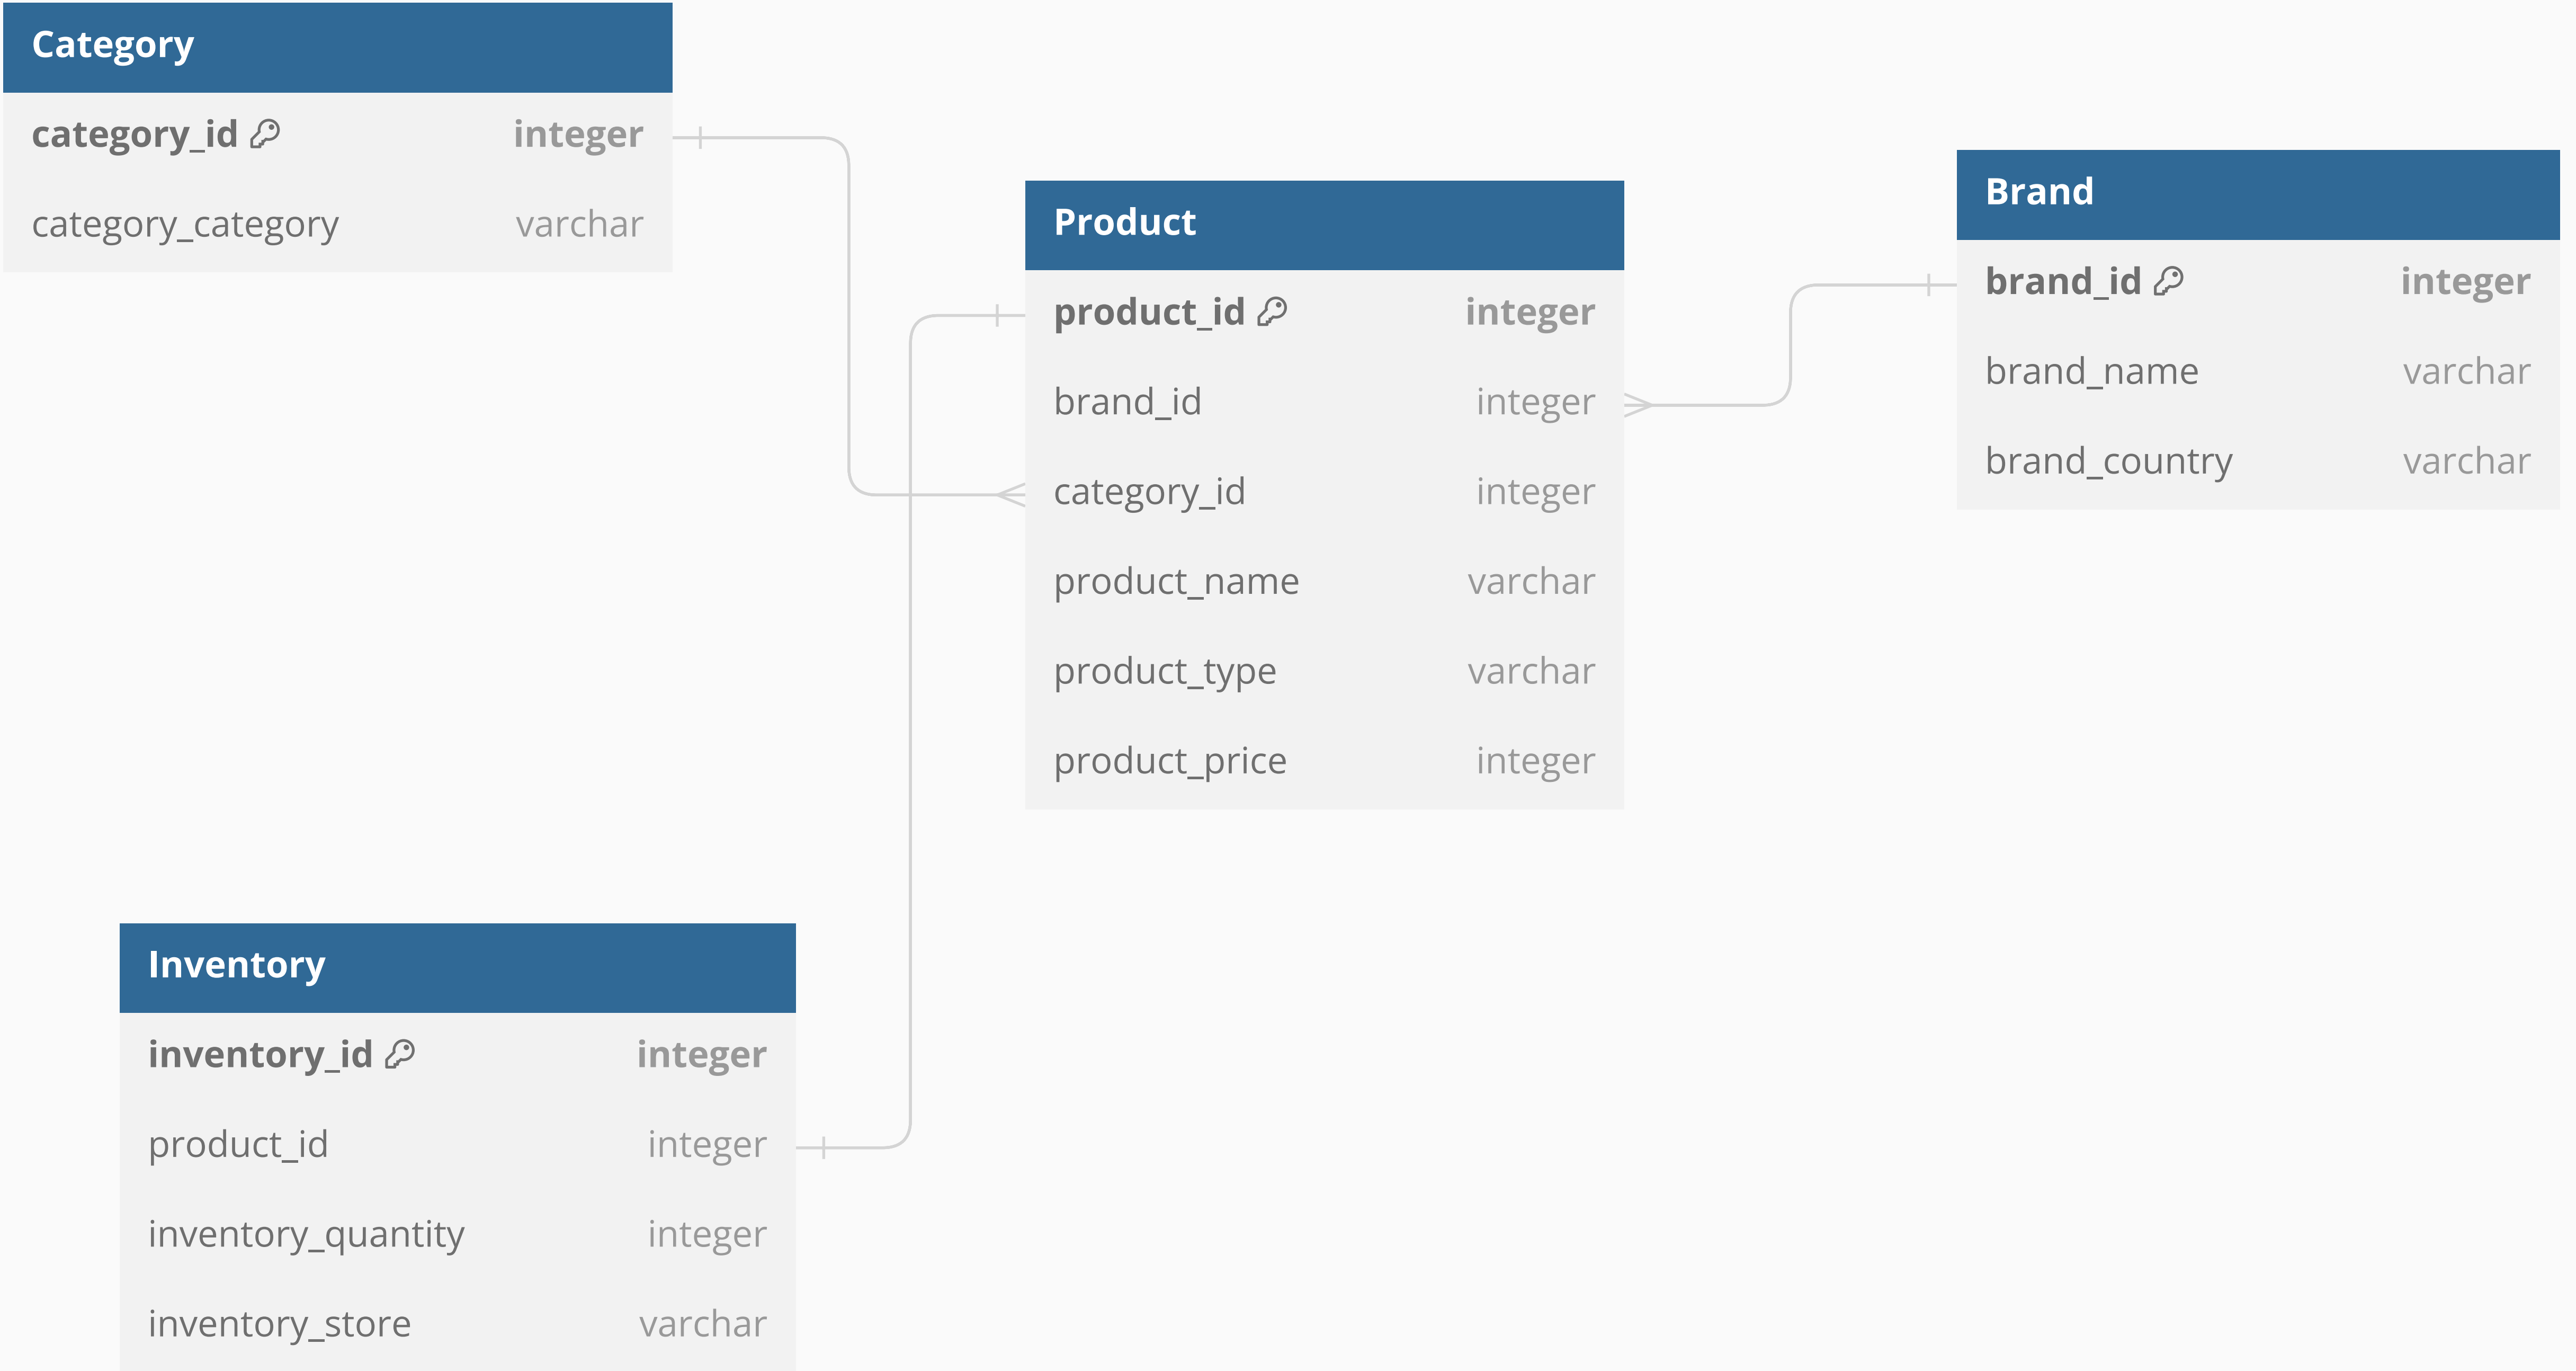 Category
category_id integer
category_category varchar
Product
product_id integer
brand_id integer
category_id integer
product_name varchar
product_type varchar
product_price integer
Brand
brand_id integer
brand_name varchar
brand_country varchar
Inventory
inventory_id integer
product_id integer
inventory_quantity integer
inventory_store varchar